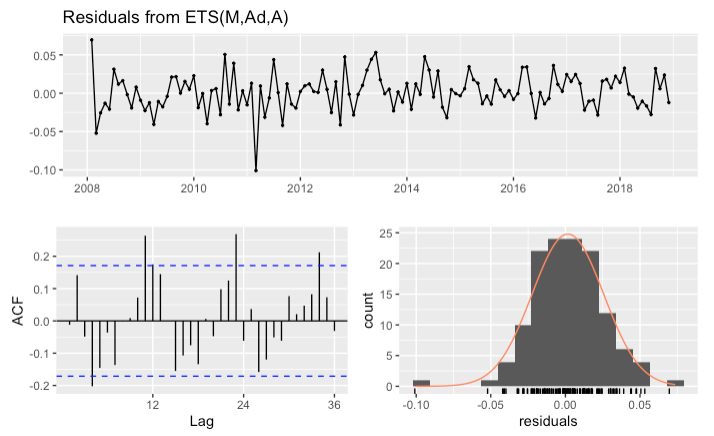 Residuals from ETS(M,Ad,A)
0.05
0.00
-0.05
-0.10
2008 2010 2012 2014 2016 2018
ACF
0.2
0.1
0.0
-0.1
-0.2
12 24 36
Lag
count
25
20
15
10
5
0
-0.10 -0.05 0.00 0.05
residuals